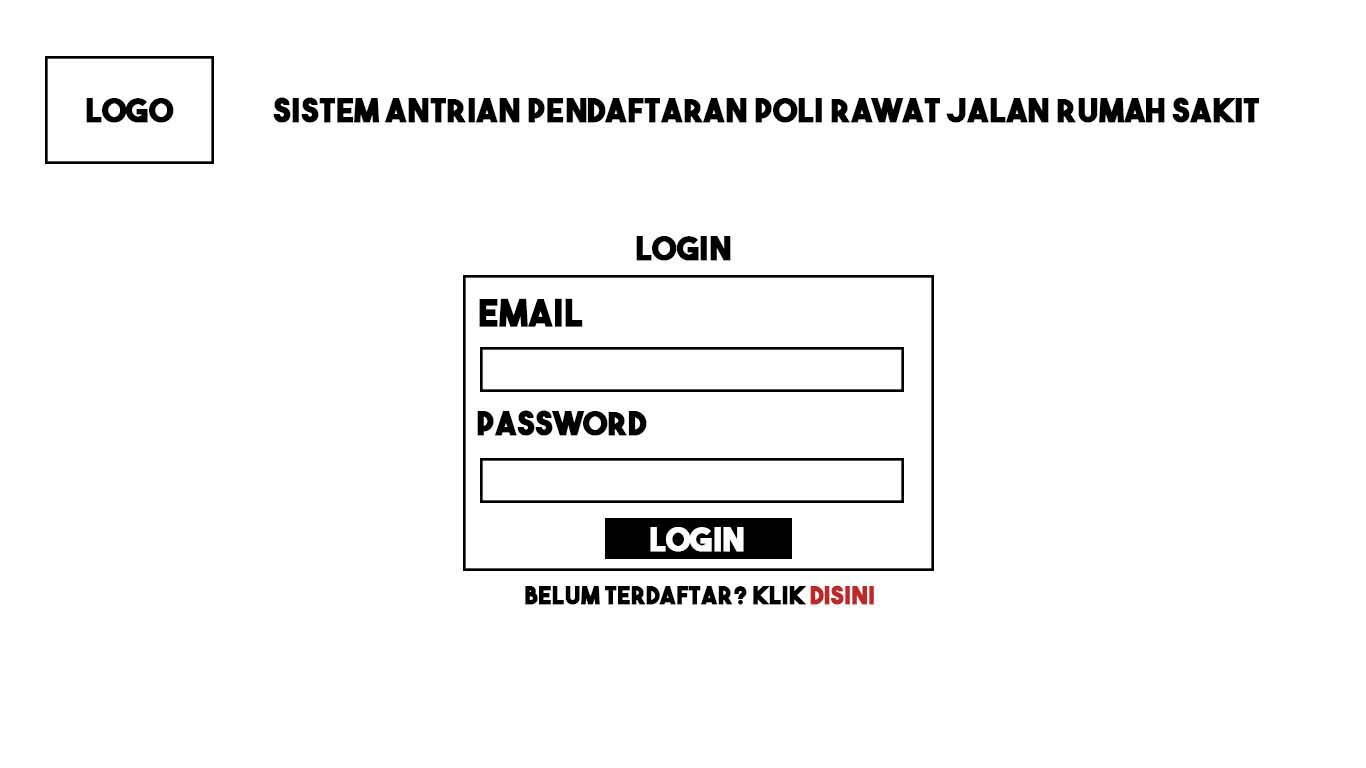 LOGO
SISTEM ANTRIAN PENDAFTARAN POLI RAWAT JALAN RUMAH SAKIT
LOGIN
EMAIL
PASSWORD
LOGIN
BELUM TERDAFTAR? KLIK DISINI